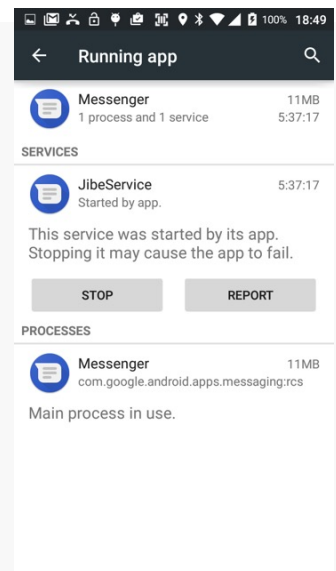 100% 18:49
Running app
Messenger 11MB
1 process and 1 service 5:37:17
SERVICES
JibeService 5:37:17
Started by app.
This service was started by its app.
Stopping it may cause the app to fail.
STOP REPORT
PROCESSES
Messenger 11MB
com.google.android.apps.messaging:rcs
Main process in use.